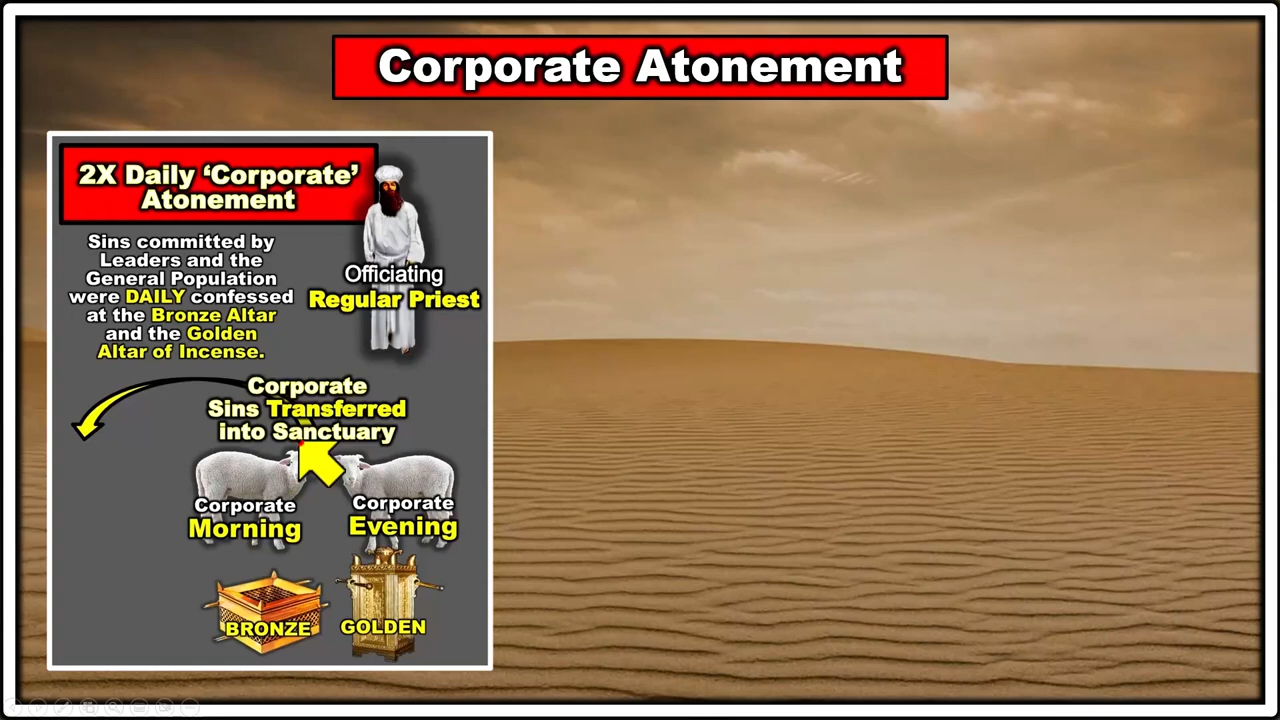 Corporate Atonement
2X Daily ‘Corporate’
Atonement
Sins committed by
Leaders and the
General Population
were DAILY confessed
at the Bronze Altar
and the Golden
Altar of Incense.
Officiating
Regular Priest
Corporate
Sins Transferred
into Sanctuary
Corporate
Morning
Corporate
Evening
BRONZE
GOLDEN